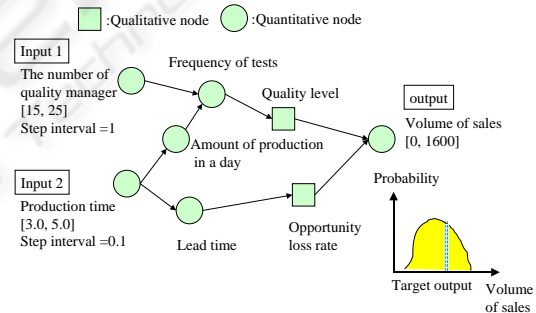 :Qualitative node :Quantitative node
Input 1
The number of
quality manager
[15, 25]
Step interval =1
Frequency of tests
Quality level
output
Volume of sales
[0, 1600]
Amount of production
in a day
Input 2
Production time
[3.0, 5.0]
Step interval =0.1
Lead time
Opportunity
loss rate
Probability
Target output
Volume
of sales